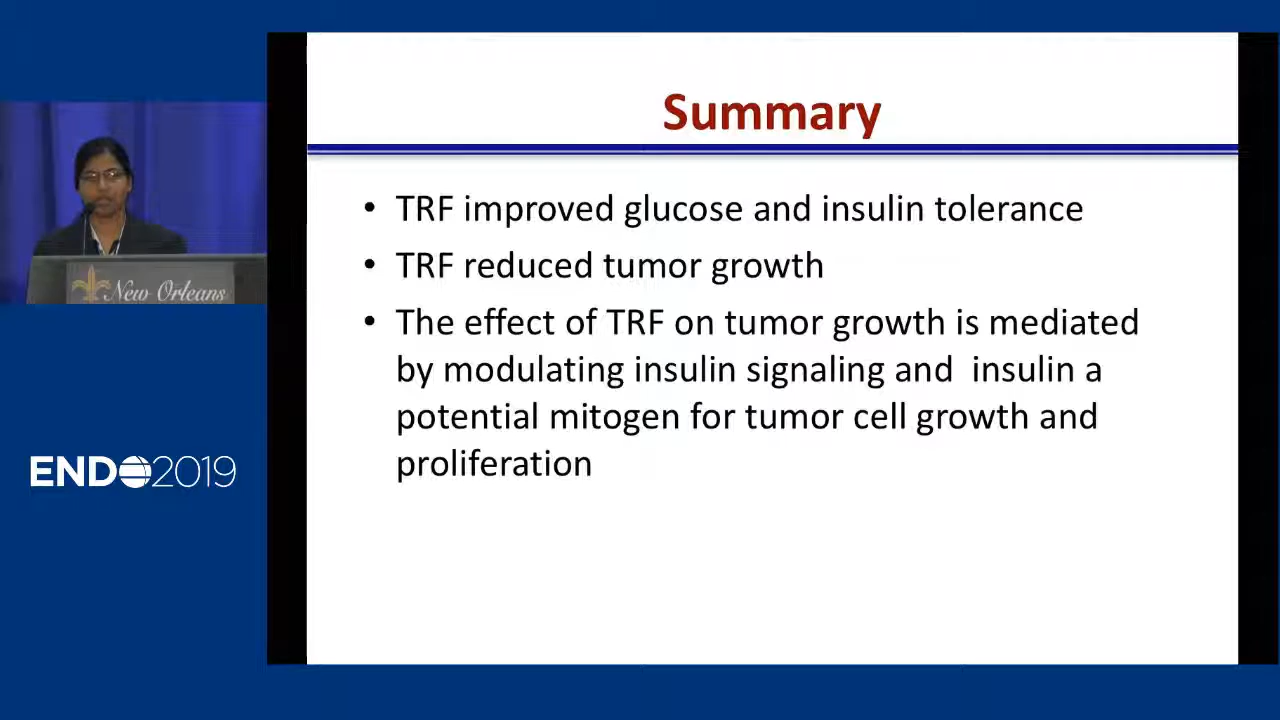 Summary
• TRF improved glucose and insulin tolerance
• TRF reduced tumor growth
• The effect of TRF on tumor growth is mediated
by modulating insulin signaling and  insulin a
potential mitogen for tumor cell growth and
proliferation
New Orleans
ENDO2019